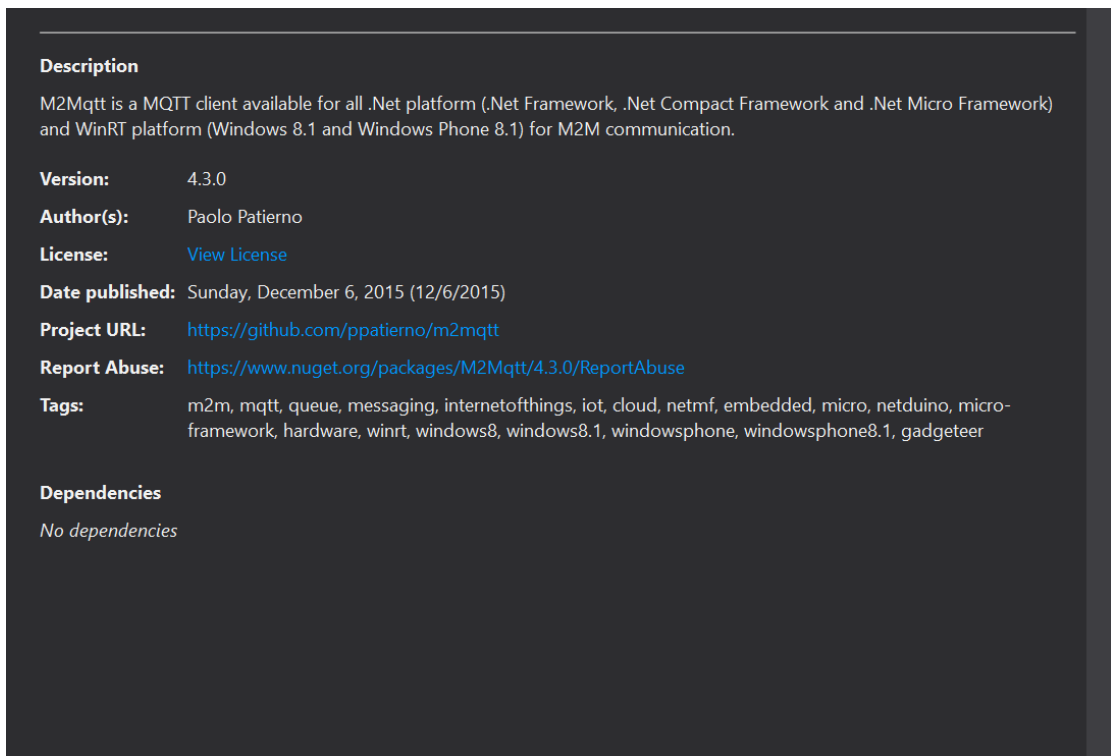 Description
M2Mqtt is a MQTT client available for all .Net platform (.Net Framework, .Net Compact Framework and .Net Micro Framework)
and WinRT platform (Windows 8.1 and Windows Phone 8.1) for M2M communication.
Version: 4.3.0
Author(s): Paolo Patierno
License: View License
Date published: Sunday, December 6, 2015 (12/6/2015)
Project URL: https://github.com/ppatierno/m2mqtt
Report Abuse: https://www.nuget.org/packages/M2Mqtt/4.3.0/ReportAbuse
Tags: m2m, mqtt, queue, messaging, internetofthings, iot, cloud, netmf, embedded, micro, netduino, micro-
framework, hardware, winrt, windows8, windows8.1, windowsphone, windowsphone8.1, gadgeteer
Dependencies
No dependencies